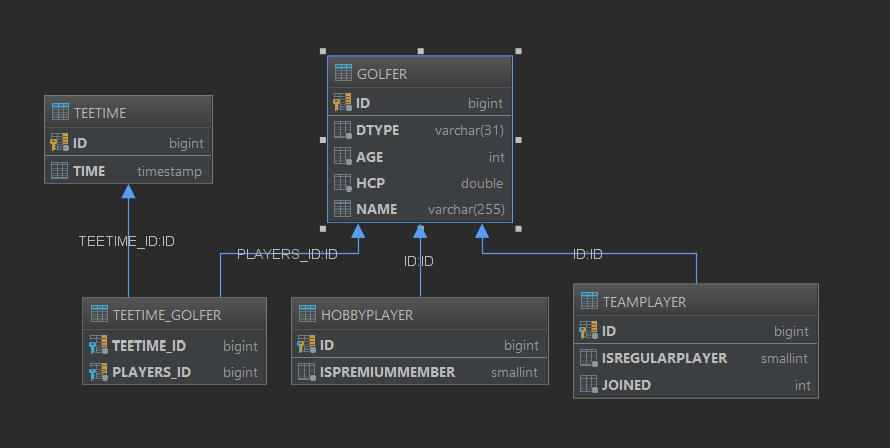 GOLFER
ID bigint
DTYPE varchar(31)
AGE int
HCP double
NAME varchar(255)
TEETIME
ID bigint
TIME timestamp
TEETIME_ID:ID
PLAYERS_ID:ID
ID:ID
ID:ID
TEETIME_GOLFER
TEETIME_ID bigint
PLAYERS_ID bigint
HOBBYPLAYER
ID bigint
ISPREMIUMMEMBER smallint
TEAMPLAYER
ID bigint
ISREGULARPLAYER smallint
JOINED int